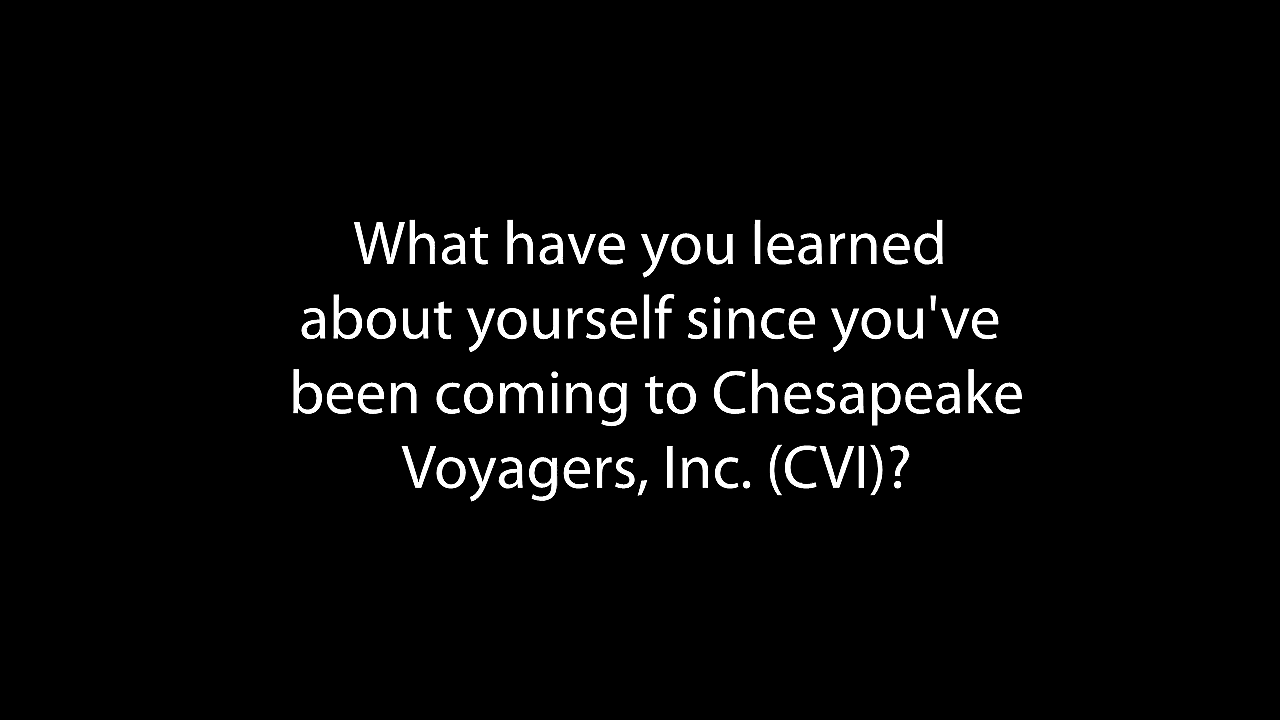 What have you learned
about yourself since you've
been coming to Chesapeake
Voyagers, Inc. (CVI)?